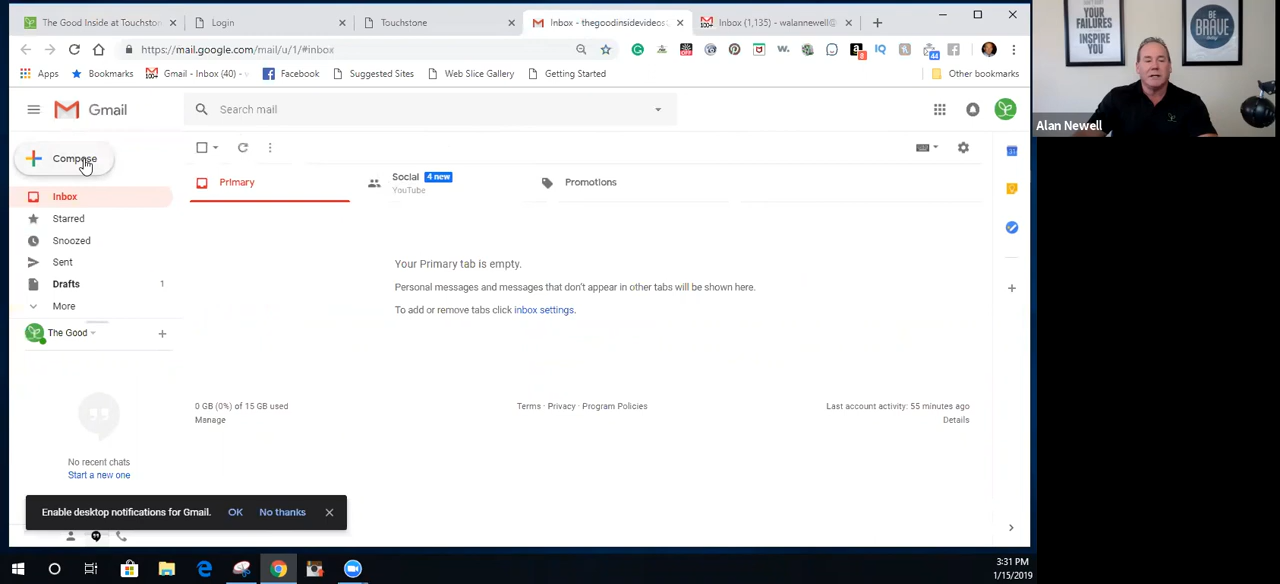 The Good Inside at Touchston
Login
Touchstone
Inbox - thegoodinsidevideos
Inbox (1,135) - walannewell@
https://mail.google.com/mail/u/1/#inbox
Apps
Bookmarks
Gmail - Inbox (40) -
Facebook
Suggested Sites
Web Slice Gallery
Getting Started
Other bookmarks
Gmail
Search mail
Compose
Inbox
Starred
Snoozed
Sent
Drafts 1
More
The Good
Primary
Social 4 new
YouTube
Promotions
Your Primary tab is empty.
Personal messages and messages that don't appear in other tabs will be shown here.
To add or remove tabs click inbox settings.
0 GB (0%) of 15 GB used
Manage
Terms · Privacy · Program Policies
Last account activity: 55 minutes ago
Details
No recent chats
Start a new one
Enable desktop notifications for Gmail. OK No thanks
3:31 PM
1/15/2019
YOUR
FAILURES
INSPIRE
YOU
BE
BRAVE
Alan Newell